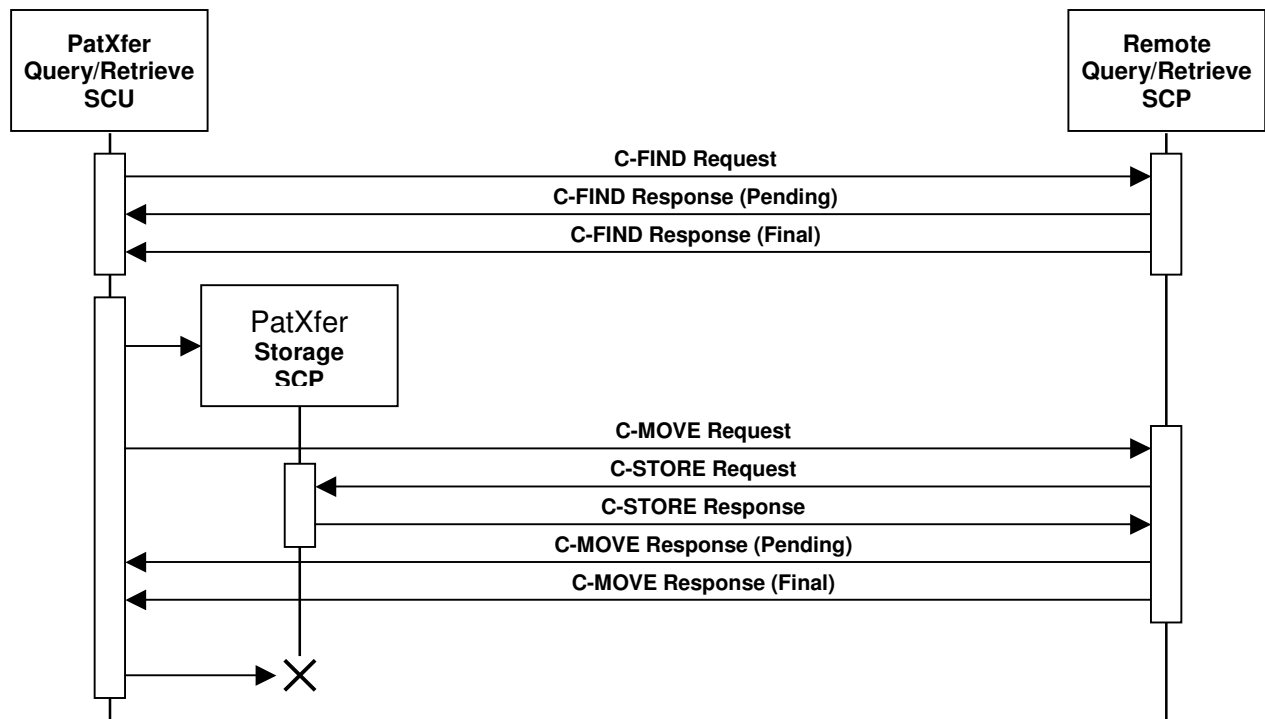 PatXfer
Query/Retrieve
SCU
Remote
Query/Retrieve
SCP
C-FIND Request
C-FIND Response (Pending)
C-FIND Response (Final)
PatXfer
Storage
SCP
C-MOVE Request
C-STORE Request
C-STORE Response
C-MOVE Response (Pending)
C-MOVE Response (Final)